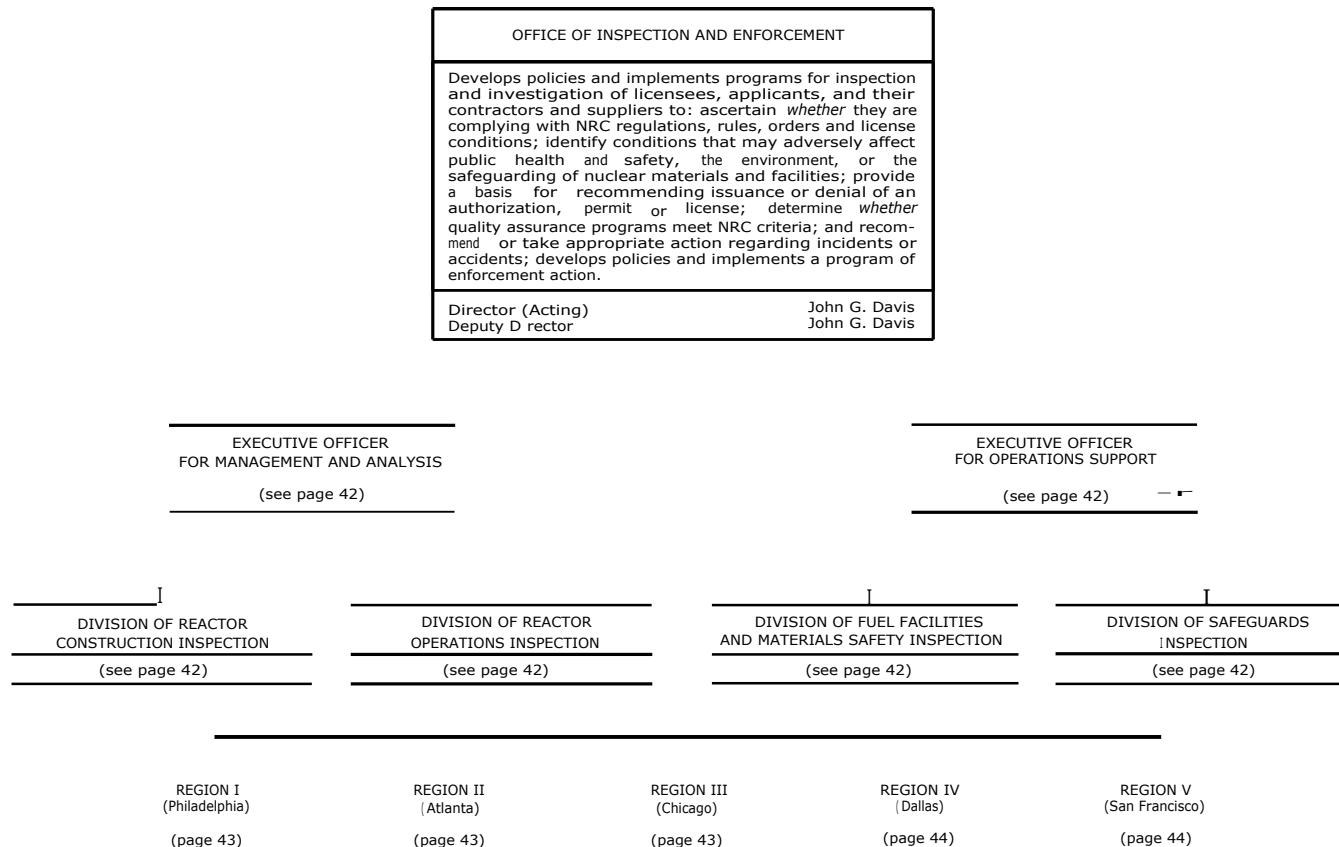 OFFICE OF INSPECTION AND ENFORCEMENT
Develops policies and implements programs for inspection
and investigation of licensees, applicants, and their
contractors and suppliers to: ascertain whether they are
complying with NRC regulations, rules, orders and license
conditions; identify conditions that may adversely affect
public health and safety, the environment, or the
safeguarding of nuclear materials and facilities; provide
a basis for recommending issuance or denial of an
authorization, permit or license; determine whether
quality assurance programs meet NRC criteria; and recom-
mend or take appropriate action regarding incidents or
accidents; develops policies and implements a program of
enforcement action.
Director (Acting) John G. Davis
Deputy D rector John G. Davis
EXECUTIVE OFFICER
FOR MANAGEMENT AND ANALYSIS
(see page 42)
EXECUTIVE OFFICER
FOR OPERATIONS SUPPORT
(see page 42)
DIVISION OF REACTOR
CONSTRUCTION INSPECTION
(see page 42)
DIVISION OF REACTOR
OPERATIONS INSPECTION
(see page 42)
DIVISION OF FUEL FACILITIES
AND MATERIALS SAFETY INSPECTION
(see page 42)
DIVISION OF SAFEGUARDS
INSPECTION
(see page 42)
REGION I
(Philadelphia)
(page 43)
REGION II
(Atlanta)
(page 43)
REGION III
(Chicago)
(page 43)
REGION IV
(Dallas)
(page 44)
REGION V
(San Francisco)
(page 44)